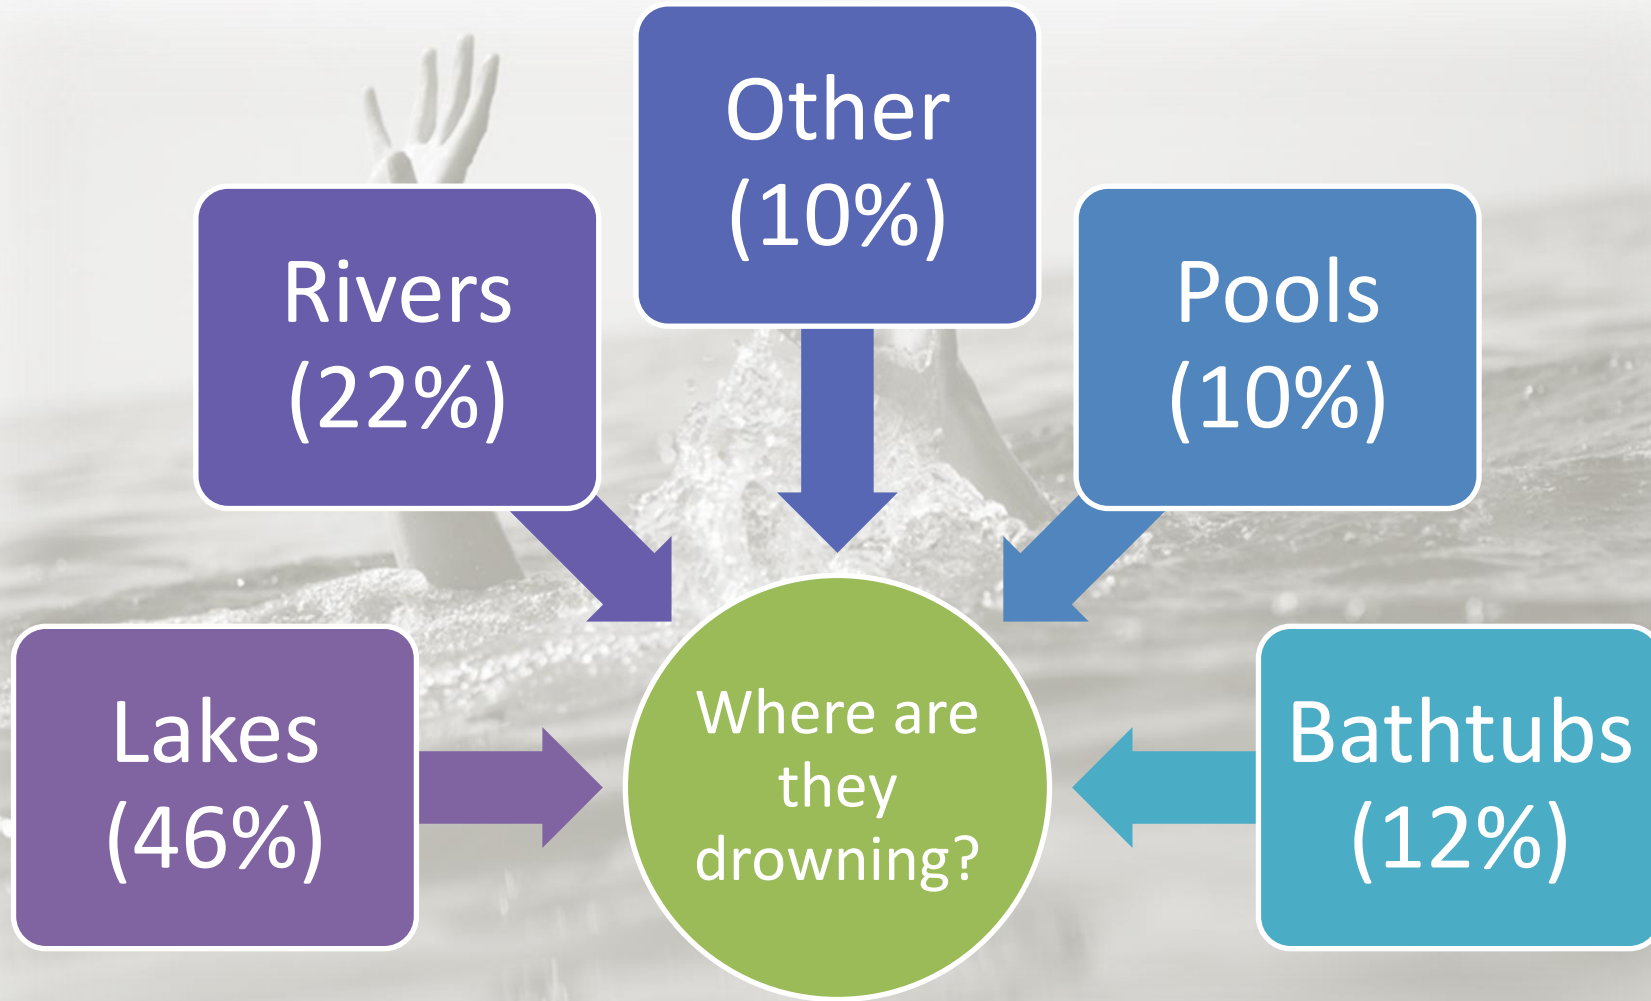 Other
(10%)
Rivers
(22%)
Pools
(10%)
Lakes
(46%)
Where are
they
drowning?
Bathtubs
(12%)